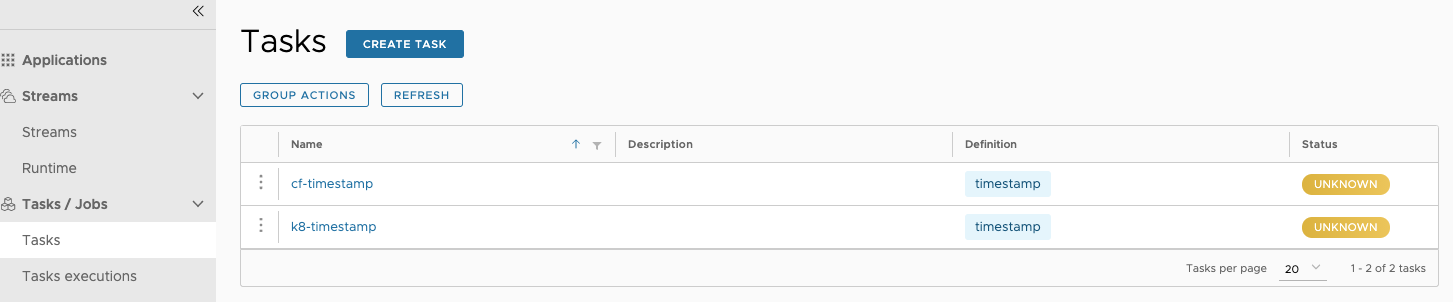 Tasks CREATE TASK
Applications
Streams GROUP ACTIONS REFRESH
Streams Name Description Definition Status
Runtime cf-timestamp timestamp UNKNOWN
Tasks / Jobs
Tasks k8-timestamp timestamp UNKNOWN
Tasks executions Tasks per page 20 1 - 2 of 2 tasks